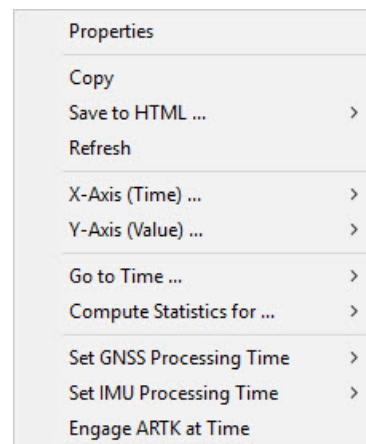 Properties
Copy
Save to HTML ...
Refresh
X-Axis (Time) ...
Y-Axis (Value) ...
Go to Time ...
Compute Statistics for ...
Set GNSS Processing Time
Set IMU Processing Time
Engage ARTK at Time